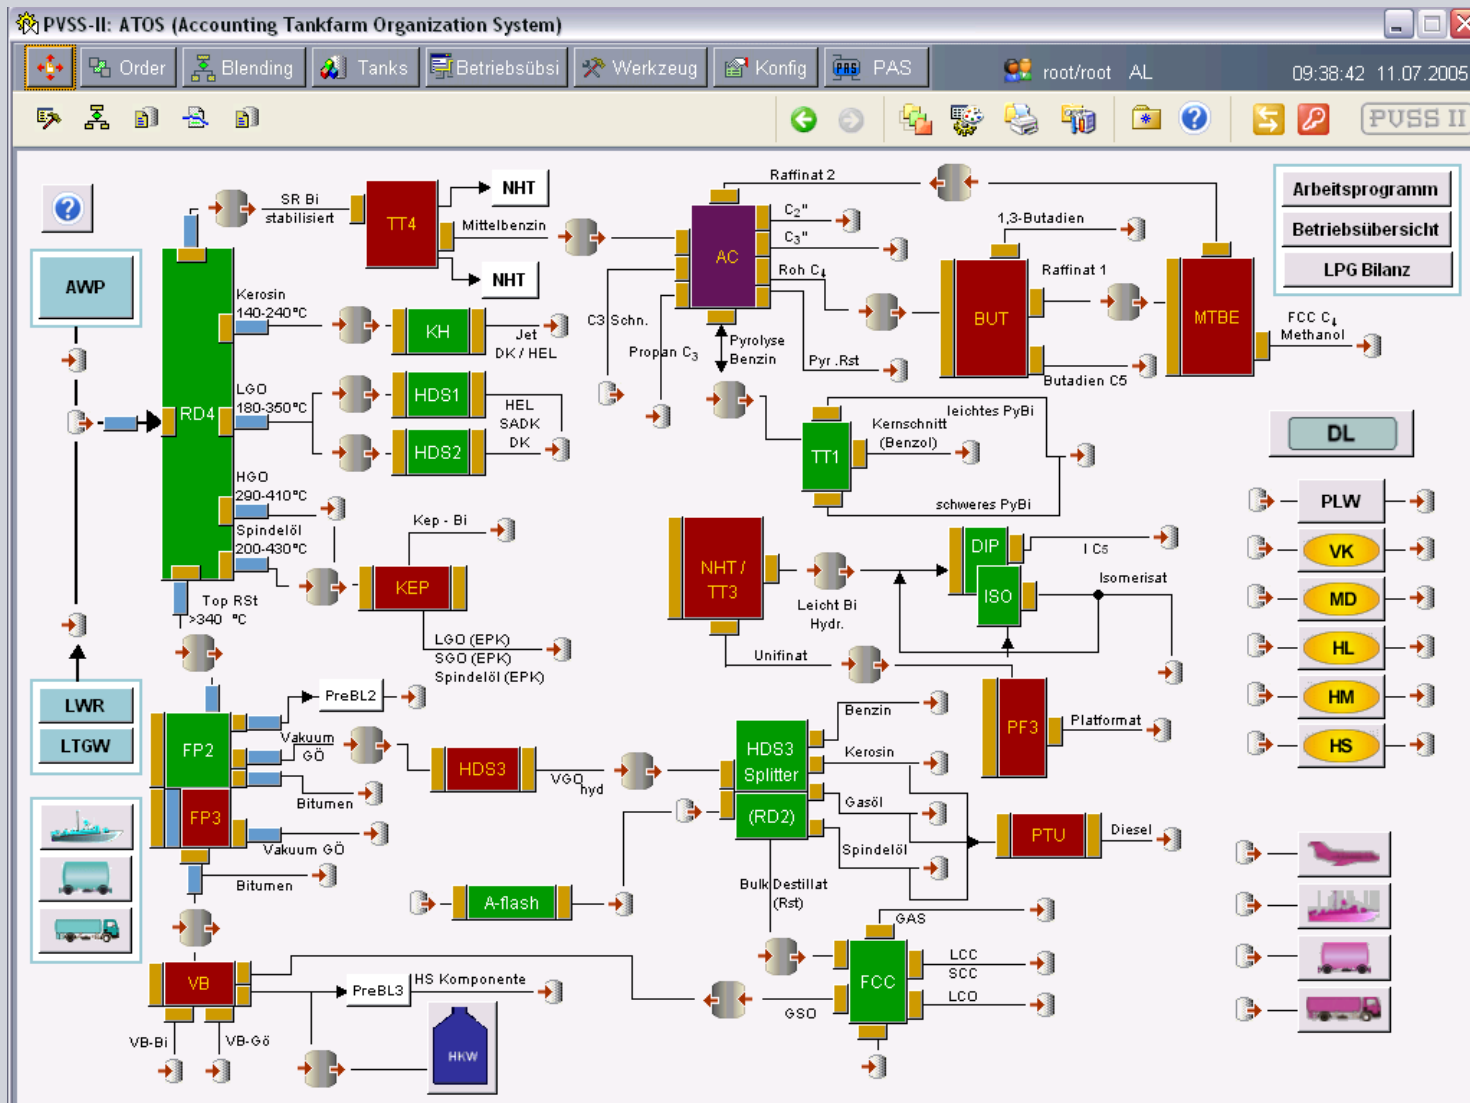 PVSS-II: ATOS (Accounting Tankfarm Organization System)
Order
Blending
Tanks
Betriebsübsi
Werkzeug
Konfig
PAS
PAS
root/root AL
09:38:42 11.07.2005
PVSS II
Arbeitsprogramm
Betriebsübersicht
LPG Bilanz
AWP
SR Bi
stabilisiert
TT4
NHT
Mittelbenzin
NHT
Raffinat 2
AC
C2"
C3"
Roh C4
1,3-Butadien
Raffinat 1
BUT
MTBE
FCC C4
Methanol
Butadien C5
C3 Schn.
Propan C3
Pyrolyse
Benzin
Pyr .Rst
RD4
Kerosin
140-240°C
KH
Jet
DK / HEL
LGO
180-350°C
HDS1
HDS2
HEL
SADK
DK
HGO
290-410°C
Spindelöl
200-430°C
Kep - Bi
KEP
LGO (EPK)
SGO (EPK)
Spindelöl (EPK)
Top RSt
>340 °C
leichtes PyBi
Kernschnitt
(Benzol)
TT1
schweres PyBi
DL
PLW
VK
MD
HL
HM
HS
NHT /
TT3
Leicht Bi
Hydr.
DIP
ISO
I C5
Isomerisat
Unifinat
PF3
Platformat
LWR
LTGW
FP2
PreBL2
Vakuum
GÖ
Bitumen
FP3
Vakuum GÖ
Bitumen
HDS3
VGO
hyd
HDS3
Splitter
(RD2)
Benzin
Kerosin
Gasöl
Spindelöl
PTU
Diesel
A-flash
Bulk Destillat
(Rst)
GAS
FCC
LCC
SCC
LCO
GSO
VB
PreBL3
HS Komponente
VB-Bi
VB-Gö
HKW